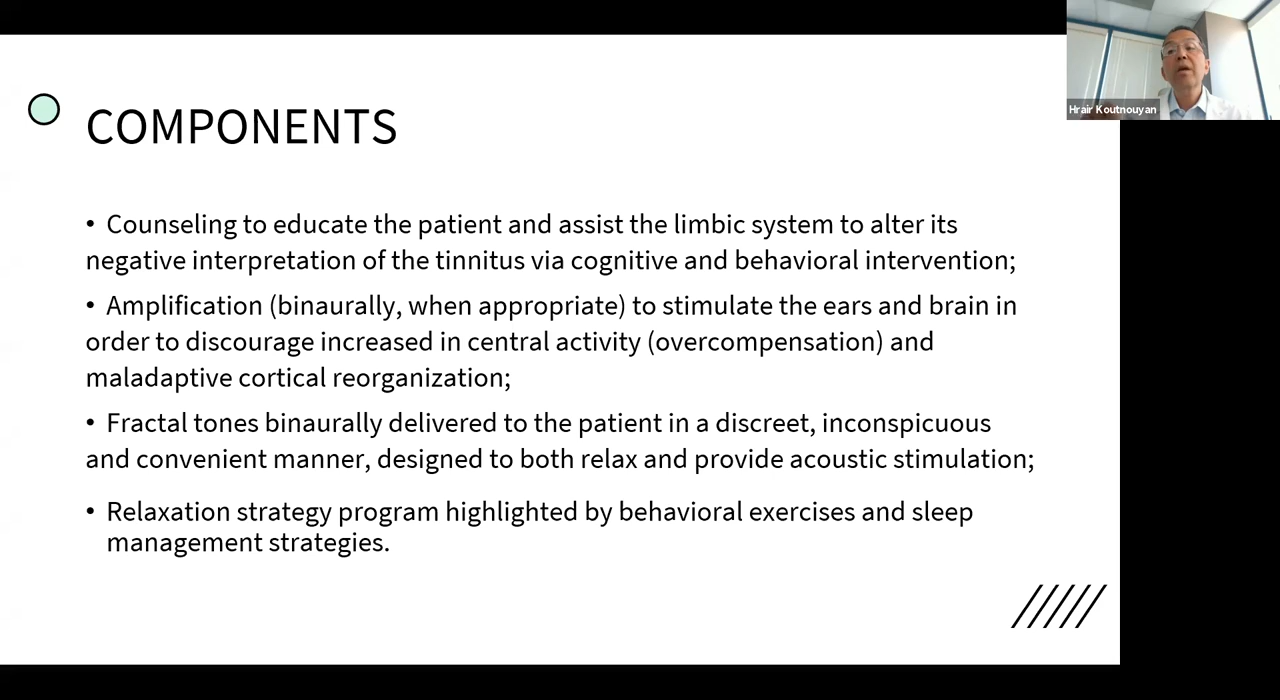 COMPONENTS
• Counseling to educate the patient and assist the limbic system to alter its
negative interpretation of the tinnitus via cognitive and behavioral intervention;
• Amplification (binaurally, when appropriate) to stimulate the ears and brain in
order to discourage increased in central activity (overcompensation) and
maladaptive cortical reorganization;
• Fractal tones binaurally delivered to the patient in a discreet, inconspicuous
and convenient manner, designed to both relax and provide acoustic stimulation;
• Relaxation strategy program highlighted by behavioral exercises and sleep
management strategies.
Hrair Koutnouyan